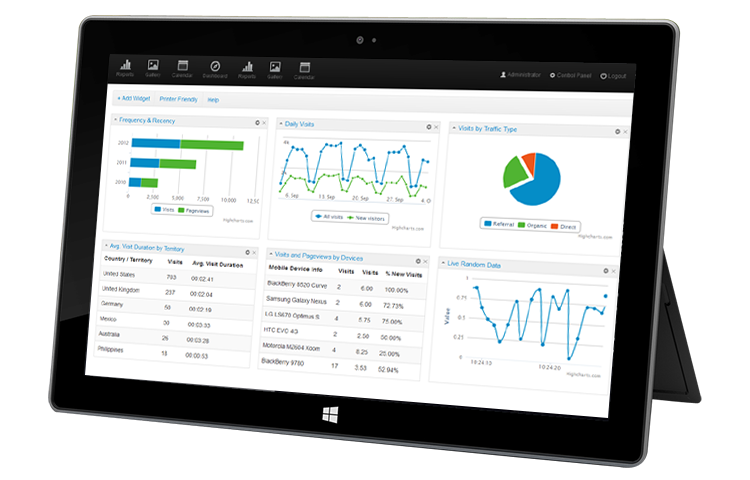 Reports Gallery Calendar Dashboard Reports Gallery Calendar Administrator Control Panel Logout
+ Add Widget Printer Friendly Help
Frequency & Recency
2012
2011
2010
0 2,500 5,000 7,500 10,000 12,5
Visits Pageviews
Highcharts.com
Daily Visits
6. Sep 13. Sep 20. Sep 27. Sep 4. O
All visits New visitors
Highcharts.com
Visits by Traffic Type
Referral Organic Direct
Highcharts.com
Avg. Visit Duration by Territory
Country / Territory Visits Avg. Visit Duration
United States 793 00:02:41
United Kingdom 237 00:02:04
Germany 50 00:02:19
Mexico 50 00:03:35
Australia 26 00:03:28
Philippines 18 00:00:53
Visits and Pageviews by Devices
Mobile Device Info Visits Visits % New Visits
BlackBerry 8520 Curve 2 6.00 100.00%
Samsung Galaxy Nexus 2 6.00 72.73%
LG LS670 Optimus S 4 5.75 75.00%
HTC EVO 4G 2 2.50 50.00%
Motorola MZ604 Xoom 4 8.25 25.00%
BlackBerry 9780 17 3.53 52.94%
Live Random Data
Value
1
0.75
0.5
0.25
0
10:24:10 10:24:20
Highcharts.com